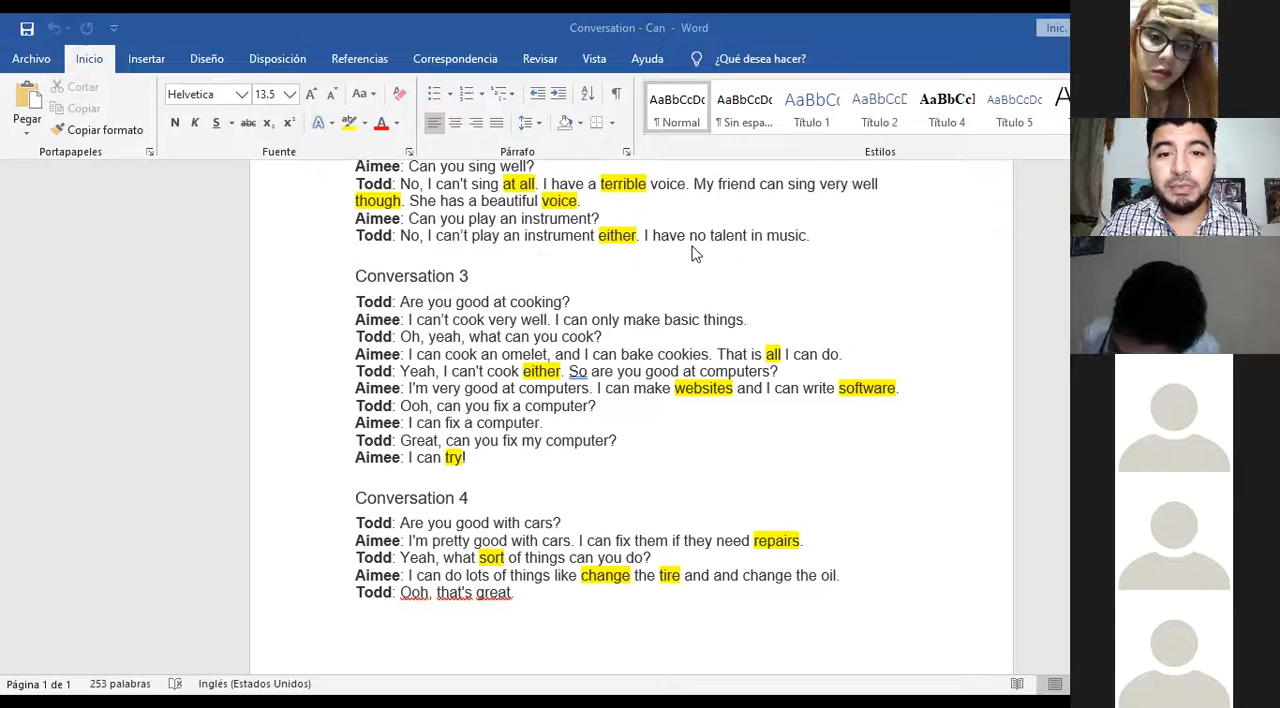 Conversation - Can - Word
Inic.
Archivo Inicio Insertar Diseño Disposición Referencias Correspondencia Revisar Vista Ayuda ¿Qué desea hacer?
Pegar
Cortar
Copiar
Copiar formato
Portapapeles
Helvetica 13.5
N K S abc x₂ x²
Fuente
Párrafo
AaBbCcDc AaBbCcDc AaBbC AaBbCcD AaBbCcI AaBbCcDc
¶ Normal ¶ Sin espa... Título 1 Título 2 Título 4 Título 5
Estilos
Aimee: Can you sing well?
Todd: No, I can't sing at all. I have a terrible voice. My friend can sing very well
though. She has a beautiful voice.
Aimee: Can you play an instrument?
Todd: No, I can't play an instrument either. I have no talent in music.
Conversation 3
Todd: Are you good at cooking?
Aimee: I can't cook very well. I can only make basic things.
Todd: Oh, yeah, what can you cook?
Aimee: I can cook an omelet, and I can bake cookies. That is all I can do.
Todd: Yeah, I can't cook either. So are you good at computers?
Aimee: I'm very good at computers. I can make websites and I can write software.
Todd: Ooh, can you fix a computer?
Aimee: I can fix a computer.
Todd: Great, can you fix my computer?
Aimee: I can try!
Conversation 4
Todd: Are you good with cars?
Aimee: I'm pretty good with cars. I can fix them if they need repairs.
Todd: Yeah, what sort of things can you do?
Aimee: I can do lots of things like change the tire and and change the oil.
Todd: Ooh, that's great.
Página 1 de 1 253 palabras Inglés (Estados Unidos)